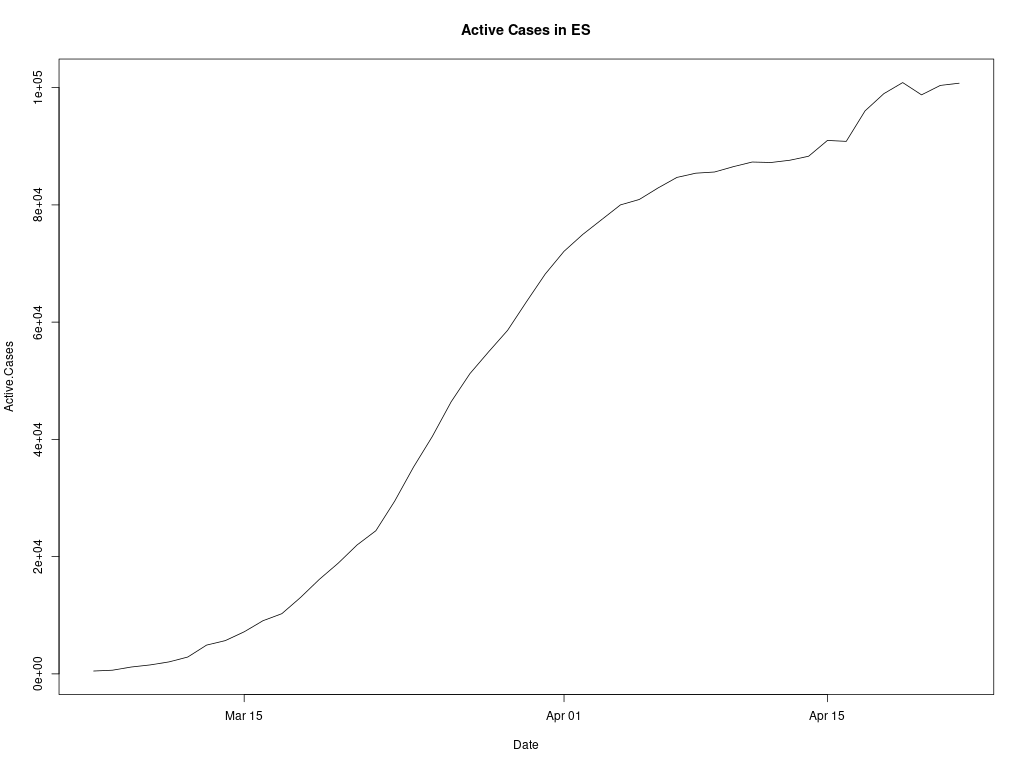 Active Cases in ES
1e+05
8e+04
6e+04
4e+04
2e+04
0e+00
Active.Cases
Mar 15
Apr 01
Apr 15
Date